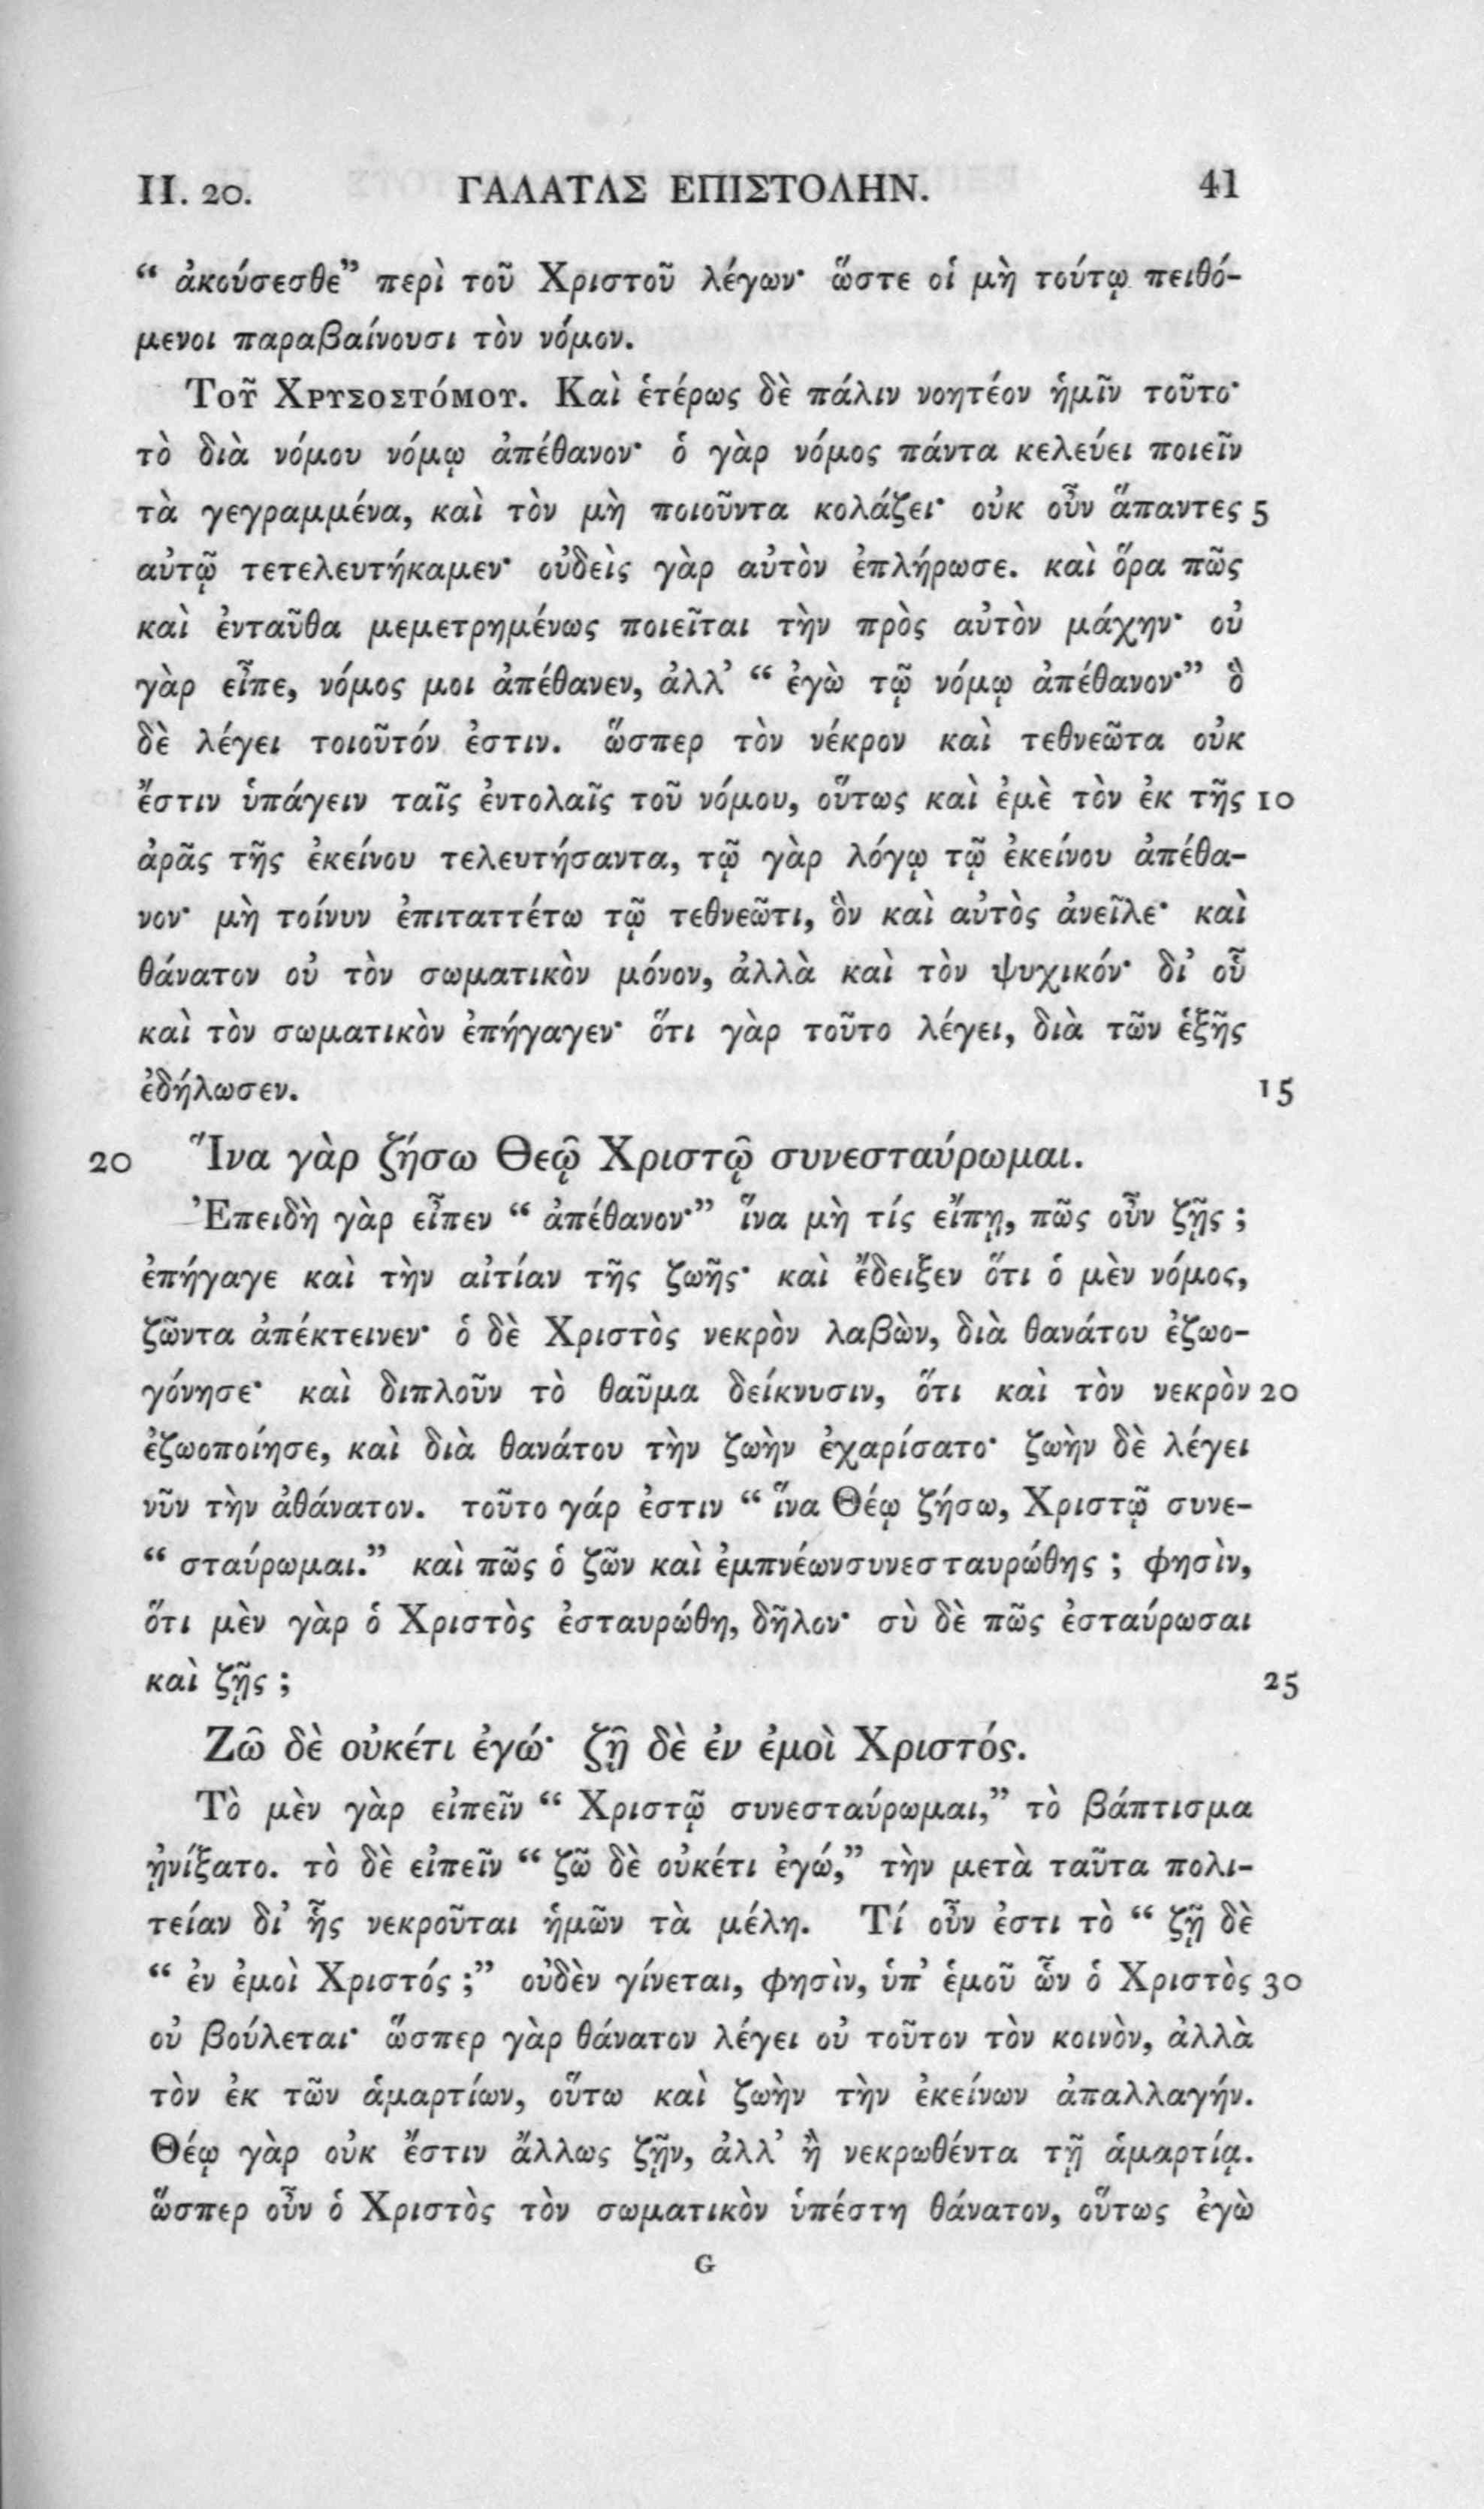 II. 20. ΓΑΛΑΤΑΣ ΕΠΙΣΤΟΛΗΝ. 41
“ ἀκούσεσθε” περὶ τοῦ Χριστοῦ λέγων· ὥστε οἱ μὴ τούτῳ πειθό-
μενοι παραβαίνουσι τὸν νόμον.
Τοῦ Χρυσοστόμου. Καὶ ἑτέρως δὲ πάλιν νοητέον ἡμῖν τοῦτο·
τὸ διὰ νόμου νόμῳ ἀπέθανον· ὁ γὰρ νόμος πάντα κελεύει ποιεῖν
τὰ γεγραμμένα, καὶ τὸν μὴ ποιοῦντα κολάζει· οὐκ οὖν ἅπαντες 5
αὐτῷ τετελευτήκαμεν· οὐδεὶς γὰρ αὐτὸν ἐπλήρωσε. καὶ ὅρα πῶς
καὶ ἐνταῦθα μεμετρημένως ποιεῖται τὴν πρὸς αὐτὸν μάχην· οὐ
γὰρ εἶπε, νόμος μοι ἀπέθανεν, ἀλλ’ “ ἐγὼ τῷ νόμῳ ἀπέθανον·” ὃ
δὲ λέγει τοιοῦτόν ἐστιν. ὥσπερ τὸν νέκρον καὶ τεθνεῶτα οὐκ
ἔστιν ὑπάγειν ταῖς ἐντολαῖς τοῦ νόμου, οὕτως καὶ ἐμὲ τὸν ἐκ τῆς 10
ἀρᾶς τῆς ἐκείνου τελευτήσαντα, τῷ γὰρ λόγῳ τῷ ἐκείνου ἀπέθα-
νον· μὴ τοίνυν ἐπιταττέτω τῷ τεθνεῶτι, ὃν καὶ αὐτὸς ἀνεῖλε· καὶ
θάνατον οὐ τὸν σωματικὸν μόνον, ἀλλὰ καὶ τὸν ψυχικόν· δι’ οὗ
καὶ τὸν σωματικὸν ἐπήγαγεν· ὅτι γὰρ τοῦτο λέγει, διὰ τῶν ἑξῆς
ἐδήλωσεν. 15
20 Ἵνα γὰρ ζήσω Θεῷ Χριστῷ συνεσταύρωμαι.
Ἐπειδὴ γὰρ εἶπεν “ ἀπέθανον·” ἵνα μὴ τίς εἴπῃ, πῶς οὖν ζῇς ;
ἐπήγαγε καὶ τὴν αἰτίαν τῆς ζωῆς· καὶ ἔδειξεν ὅτι ὁ μὲν νόμος,
ζῶντα ἀπέκτεινεν· ὁ δὲ Χριστὸς νεκρὸν λαβὼν, διὰ θανάτου ἐζωο-
γόνησε· καὶ διπλοῦν τὸ θαῦμα δείκνυσιν, ὅτι καὶ τὸν νεκρὸν 20
ἐζωοποίησε, καὶ διὰ θανάτου τὴν ζωὴν ἐχαρίσατο· ζωὴν δὲ λέγει
νῦν τὴν ἀθάνατον. τοῦτο γάρ ἐστιν “ ἵνα Θέῳ ζήσω, Χριστῷ συνε-
“ σταύρωμαι.” καὶ πῶς ὁ ζῶν καὶ ἐμπνέωνσυνεσταυρώθης ; φησὶν,
ὅτι μὲν γὰρ ὁ Χριστὸς ἐσταυρώθη, δῆλον· σὺ δὲ πῶς ἐσταύρωσαι
καὶ ζῇς ; 25
Ζῶ δὲ οὐκέτι ἐγώ· ζῇ δὲ ἐν ἐμοὶ Χριστός.
Τὸ μὲν γὰρ εἰπεῖν “ Χριστῷ συνεσταύρωμαι,” τὸ βάπτισμα
ᾐνίξατο. τὸ δὲ εἰπεῖν “ ζῶ δὲ οὐκέτι ἐγώ,” τὴν μετὰ ταῦτα πολι-
τείαν δι’ ἧς νεκροῦται ἡμῶν τὰ μέλη. Τί οὖν ἐστι τὸ “ ζῇ δὲ
“ ἐν ἐμοὶ Χριστός ;” οὐδὲν γίνεται, φησὶν, ὑπ’ ἐμοῦ ὧν ὁ Χριστὸς 30
οὐ βούλεται· ὥσπερ γὰρ θάνατον λέγει οὐ τοῦτον τὸν κοινὸν, ἀλλὰ
τὸν ἐκ τῶν ἁμαρτίων, οὕτω καὶ ζωὴν τὴν ἐκείνων ἀπαλλαγήν.
Θέῳ γὰρ οὐκ ἔστιν ἄλλως ζῇν, ἀλλ’ ἢ νεκρωθέντα τῇ ἁμαρτίᾳ.
ὥσπερ οὖν ὁ Χριστὸς τὸν σωματικὸν ὑπέστη θάνατον, οὕτως ἐγὼ
G